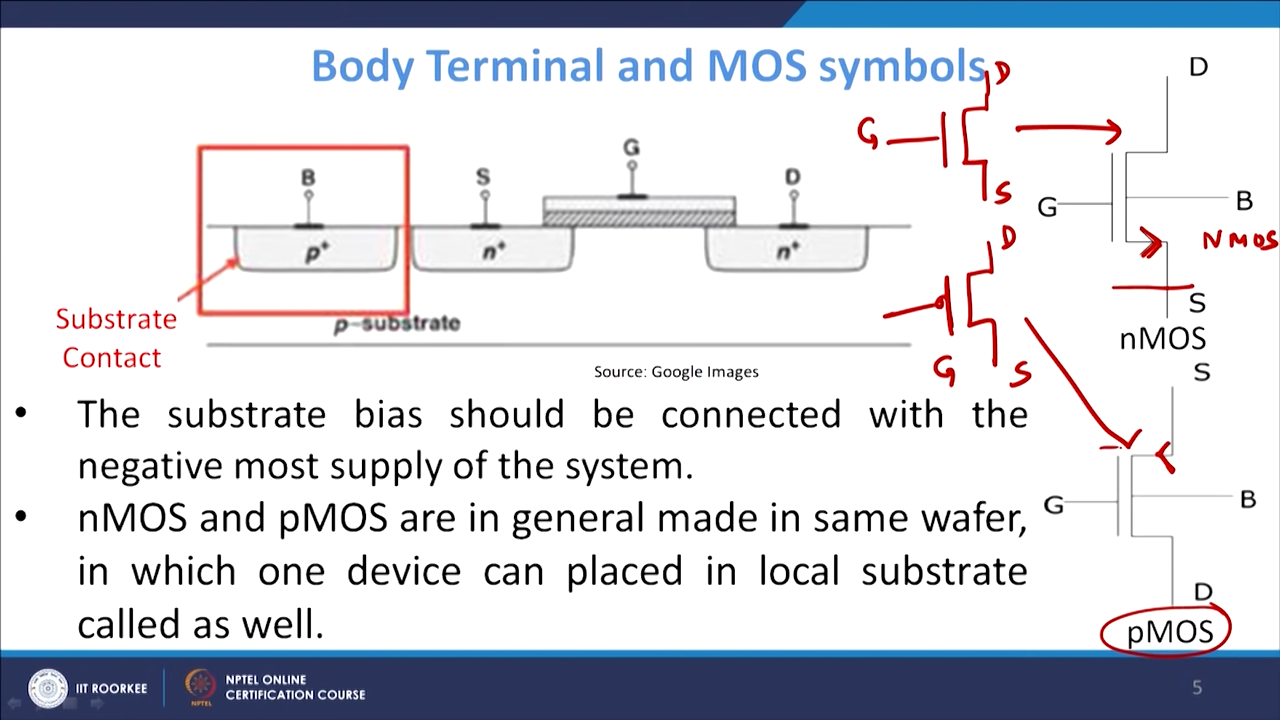 Body Terminal and MOS symbols
B
S
G
D
p+
n+
n+
p-substrate
Substrate
Contact
Source: Google Images
G
D
S
D
G
S
D
G
B
NMOS
S
nMOS
S
G
B
D
pMOS
• The substrate bias should be connected with the
negative most supply of the system.
• nMOS and pMOS are in general made in same wafer,
in which one device can placed in local substrate
called as well.
IIT ROORKEE
NPTEL
NPTEL ONLINE
CERTIFICATION COURSE
5